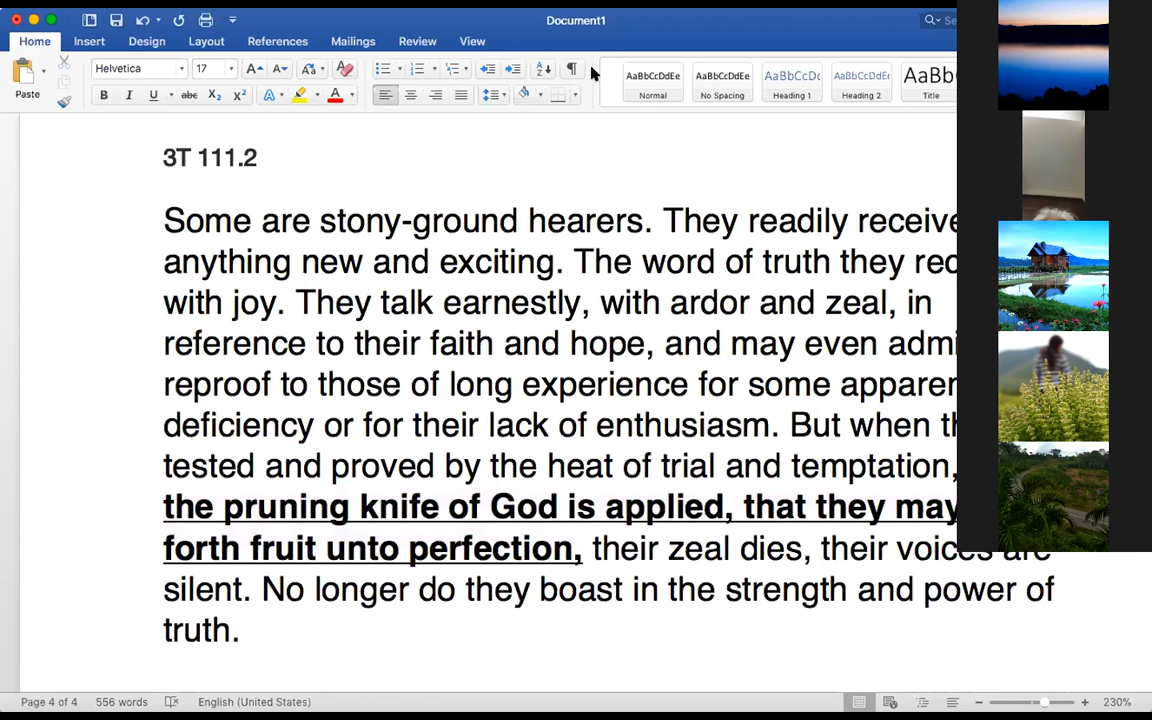 Document1
Se
Home Insert Design Layout References Mailings Review View
Paste
Helvetica 17
A A Aa A
B I U abc X2 X2 A A
AaBbCcDdEe AaBbCcDdEe AaBbCcDc AaBbCcDdEe AaBb
Normal No Spacing Heading 1 Heading 2 Title
3T 111.2
Some are stony-ground hearers. They readily receive
anything new and exciting. The word of truth they rec
with joy. They talk earnestly, with ardor and zeal, in
reference to their faith and hope, and may even admi
reproof to those of long experience for some apparen
deficiency or for their lack of enthusiasm. But when th
tested and proved by the heat of trial and temptation,
the pruning knife of God is applied, that they may
forth fruit unto perfection, their zeal dies, their voices are
silent. No longer do they boast in the strength and power of
truth.
Page 4 of 4 556 words English (United States) 230%